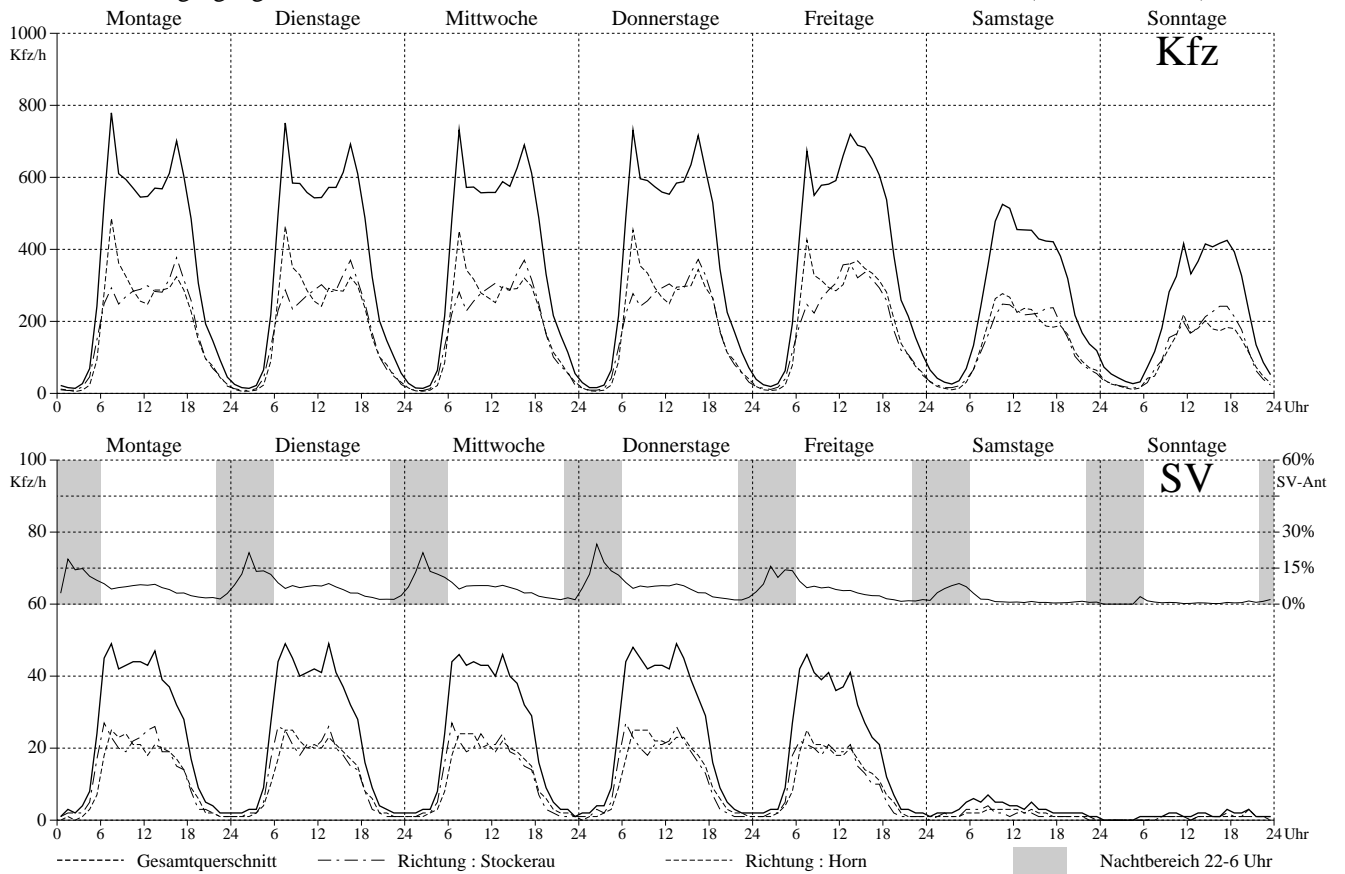 Montage Dienstage Mittwoche Donnerstage Freitage Samstage Sonntage
1000
Kfz/h
Kfz
800
600
400
200
0
0 6 12 18 24 6 12 18 24 6 12 18 24 6 12 18 24 6 12 18 24 6 12 18 24 6 12 18 24 Uhr
Montage Dienstage Mittwoche Donnerstage Freitage Samstage Sonntage
100 60%
Kfz/h SV SV-Ant
80 30%
15%
60 0%
40
20
0
0 6 12 18 24 6 12 18 24 6 12 18 24 6 12 18 24 6 12 18 24 6 12 18 24 6 12 18 24 Uhr
Gesamtquerschnitt Richtung : Stockerau Richtung : Horn Nachtbereich 22-6 Uhr